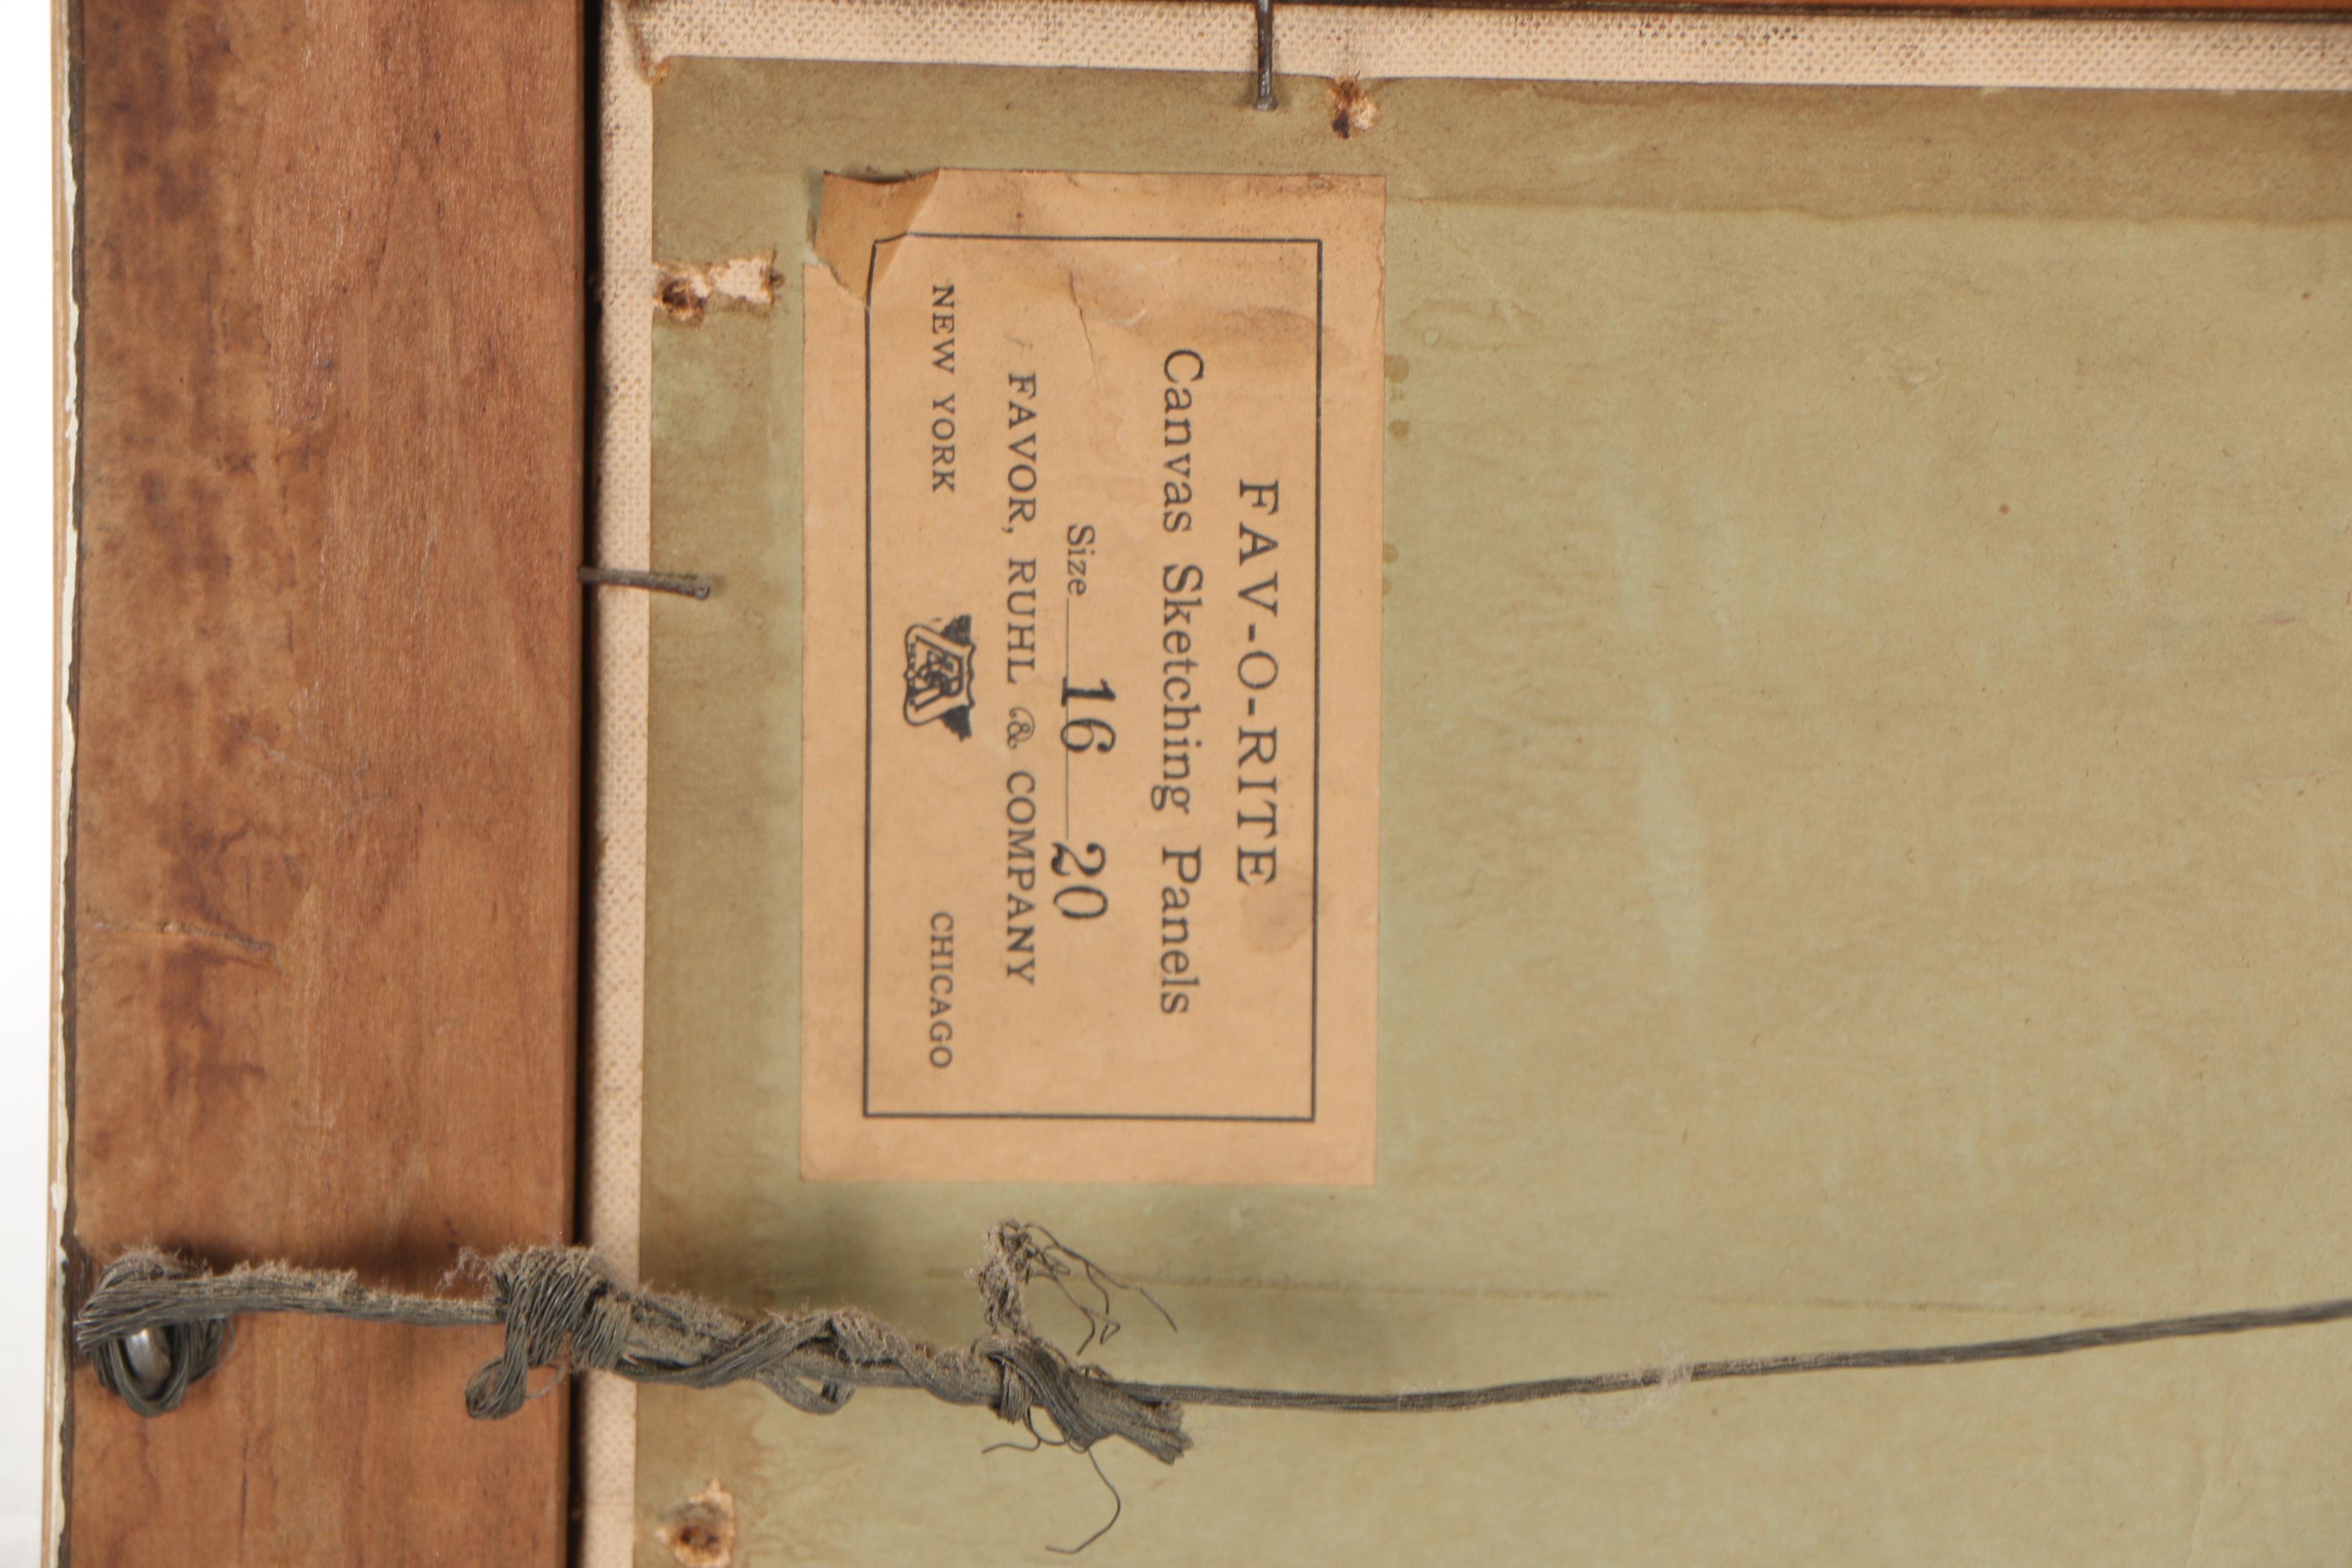 FAV-O-RITE
Canvas Sketching Panels
Size 16 20
FAVOR, RUHL & COMPANY
NEW YORK CHICAGO